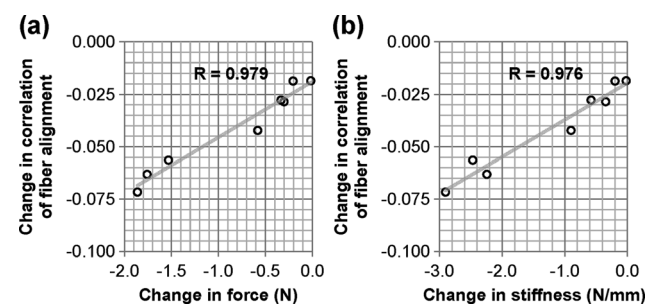 (a)
Change in correlation
of fiber alignment
0.000
-0.025
-0.050
-0.075
-0.100
R = 0.979
-2.0 -1.5 -1.0 -0.5 0.0
Change in force (N)
(b)
Change in correlation
of fiber alignment
0.000
-0.025
-0.050
-0.075
-0.100
R = 0.976
-3.0 -2.0 -1.0 0.0
Change in stiffness (N/mm)